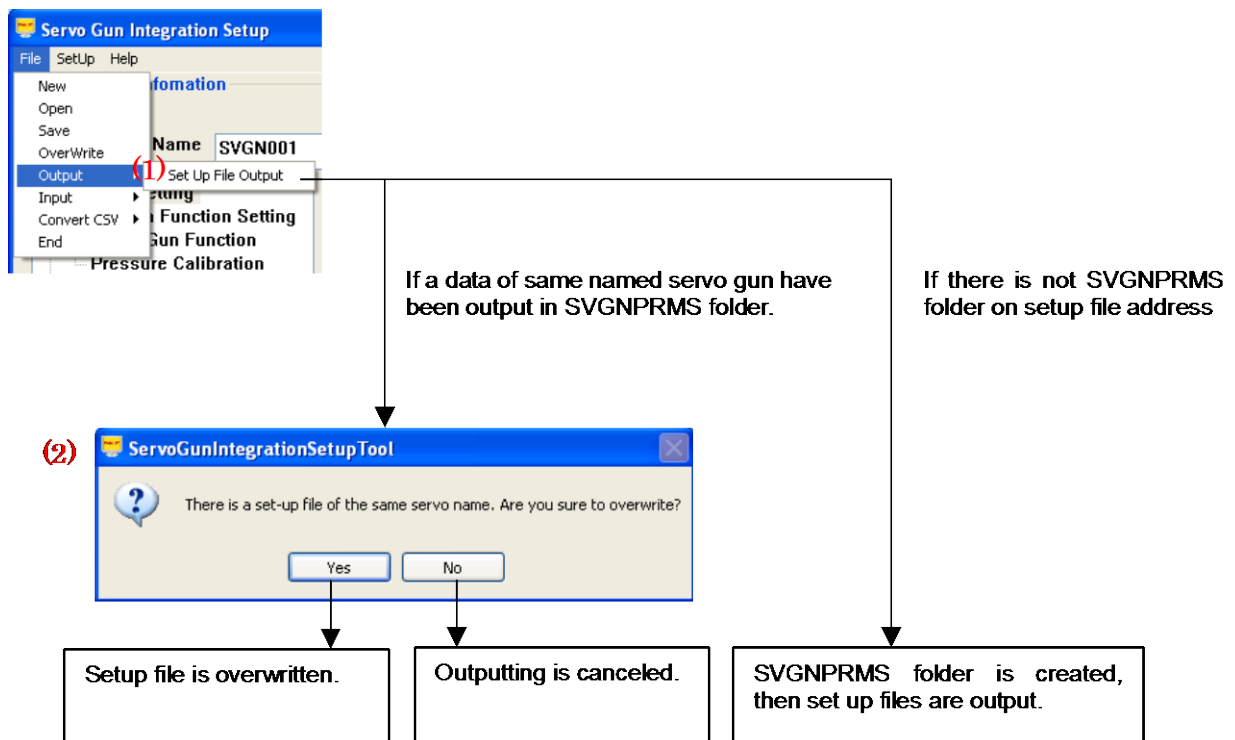 Servo Gun Integration Setup
File SetUp Help
New
Open
Save
OverWrite
Output
Input
Convert CSV
End
fomation
Name SVGN001
(1)
Set Up File Output
etting
Function Setting
Gun Function
Pressure Calibration
If a data of same named servo gun have
been output in SVGNPRMS folder.
If there is not SVGNPRMS
folder on setup file address
(2)
ServoGunIntegrationSetupTool
There is a set-up file of the same servo name. Are you sure to overwrite?
Yes No
Setup file is overwritten.
Outputting is canceled.
SVGNPRMS folder is created,
then set up files are output.